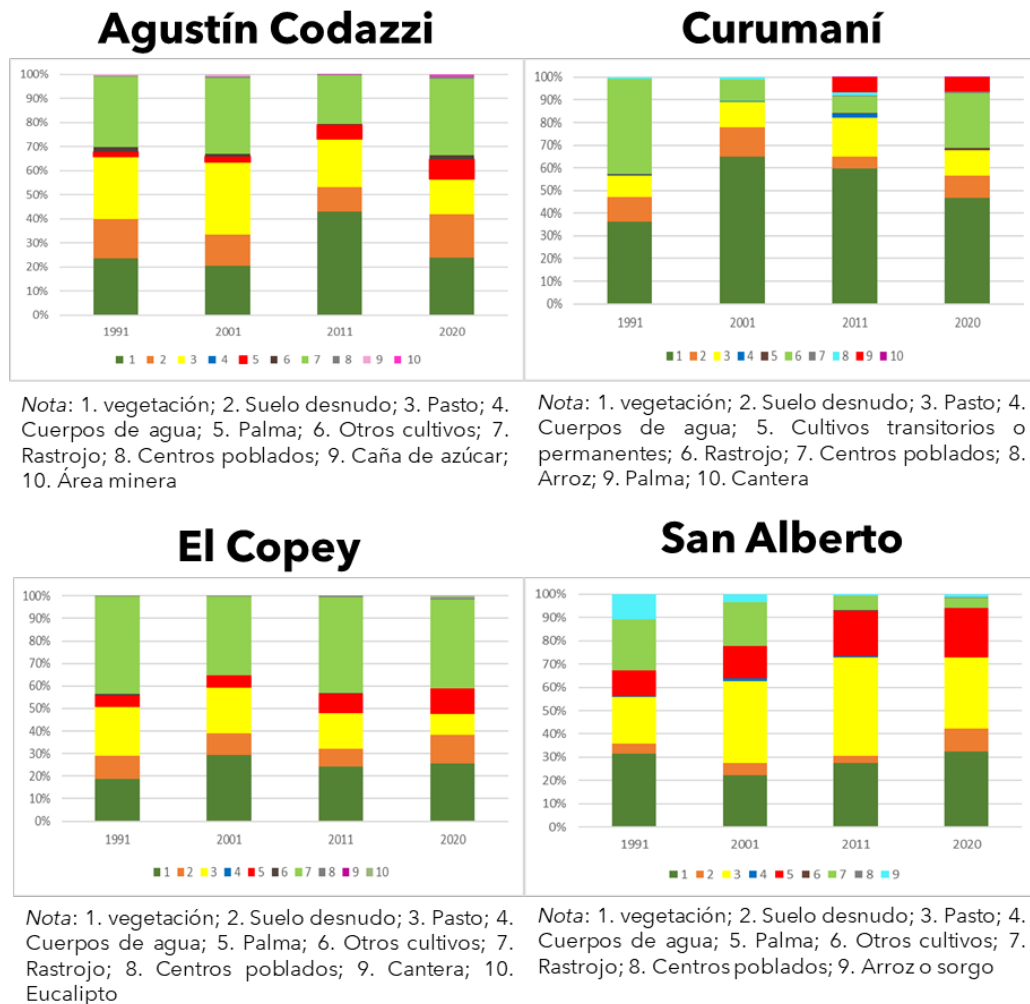 Agustín Codazzi
100%
90%
80%
70%
60%
50%
40%
30%
20%
10%
0%
1991 2001 2011 2020
1 2 3 4 5 6 7 8 9 10
Nota: 1. vegetación; 2. Suelo desnudo; 3. Pasto; 4.
Cuerpos de agua; 5. Palma; 6. Otros cultivos; 7.
Rastrojo; 8. Centros poblados; 9. Caña de azúcar;
10. Área minera
Curumaní
100%
90%
80%
70%
60%
50%
40%
30%
20%
10%
0%
1991 2001 2011 2020
1 2 3 4 5 6 7 8 9 10
Nota: 1. vegetación; 2. Suelo desnudo; 3. Pasto; 4.
Cuerpos de agua; 5. Cultivos transitorios o
permanentes; 6. Rastrojo; 7. Centros poblados; 8.
Arroz; 9. Palma; 10. Cantera
El Copey
100%
90%
80%
70%
60%
50%
40%
30%
20%
10%
0%
1991 2001 2011 2020
1 2 3 4 5 6 7 8 9 10
Nota: 1. vegetación; 2. Suelo desnudo; 3. Pasto; 4.
Cuerpos de agua; 5. Palma; 6. Otros cultivos; 7.
Rastrojo; 8. Centros poblados; 9. Cantera; 10.
Eucalipto
San Alberto
100%
90%
80%
70%
60%
50%
40%
30%
20%
10%
0%
1991 2001 2011 2020
1 2 3 4 5 6 7 8 9
Nota: 1. vegetación; 2. Suelo desnudo; 3. Pasto; 4.
Cuerpos de agua; 5. Palma; 6. Otros cultivos; 7.
Rastrojo; 8. Centros poblados; 9. Arroz o sorgo